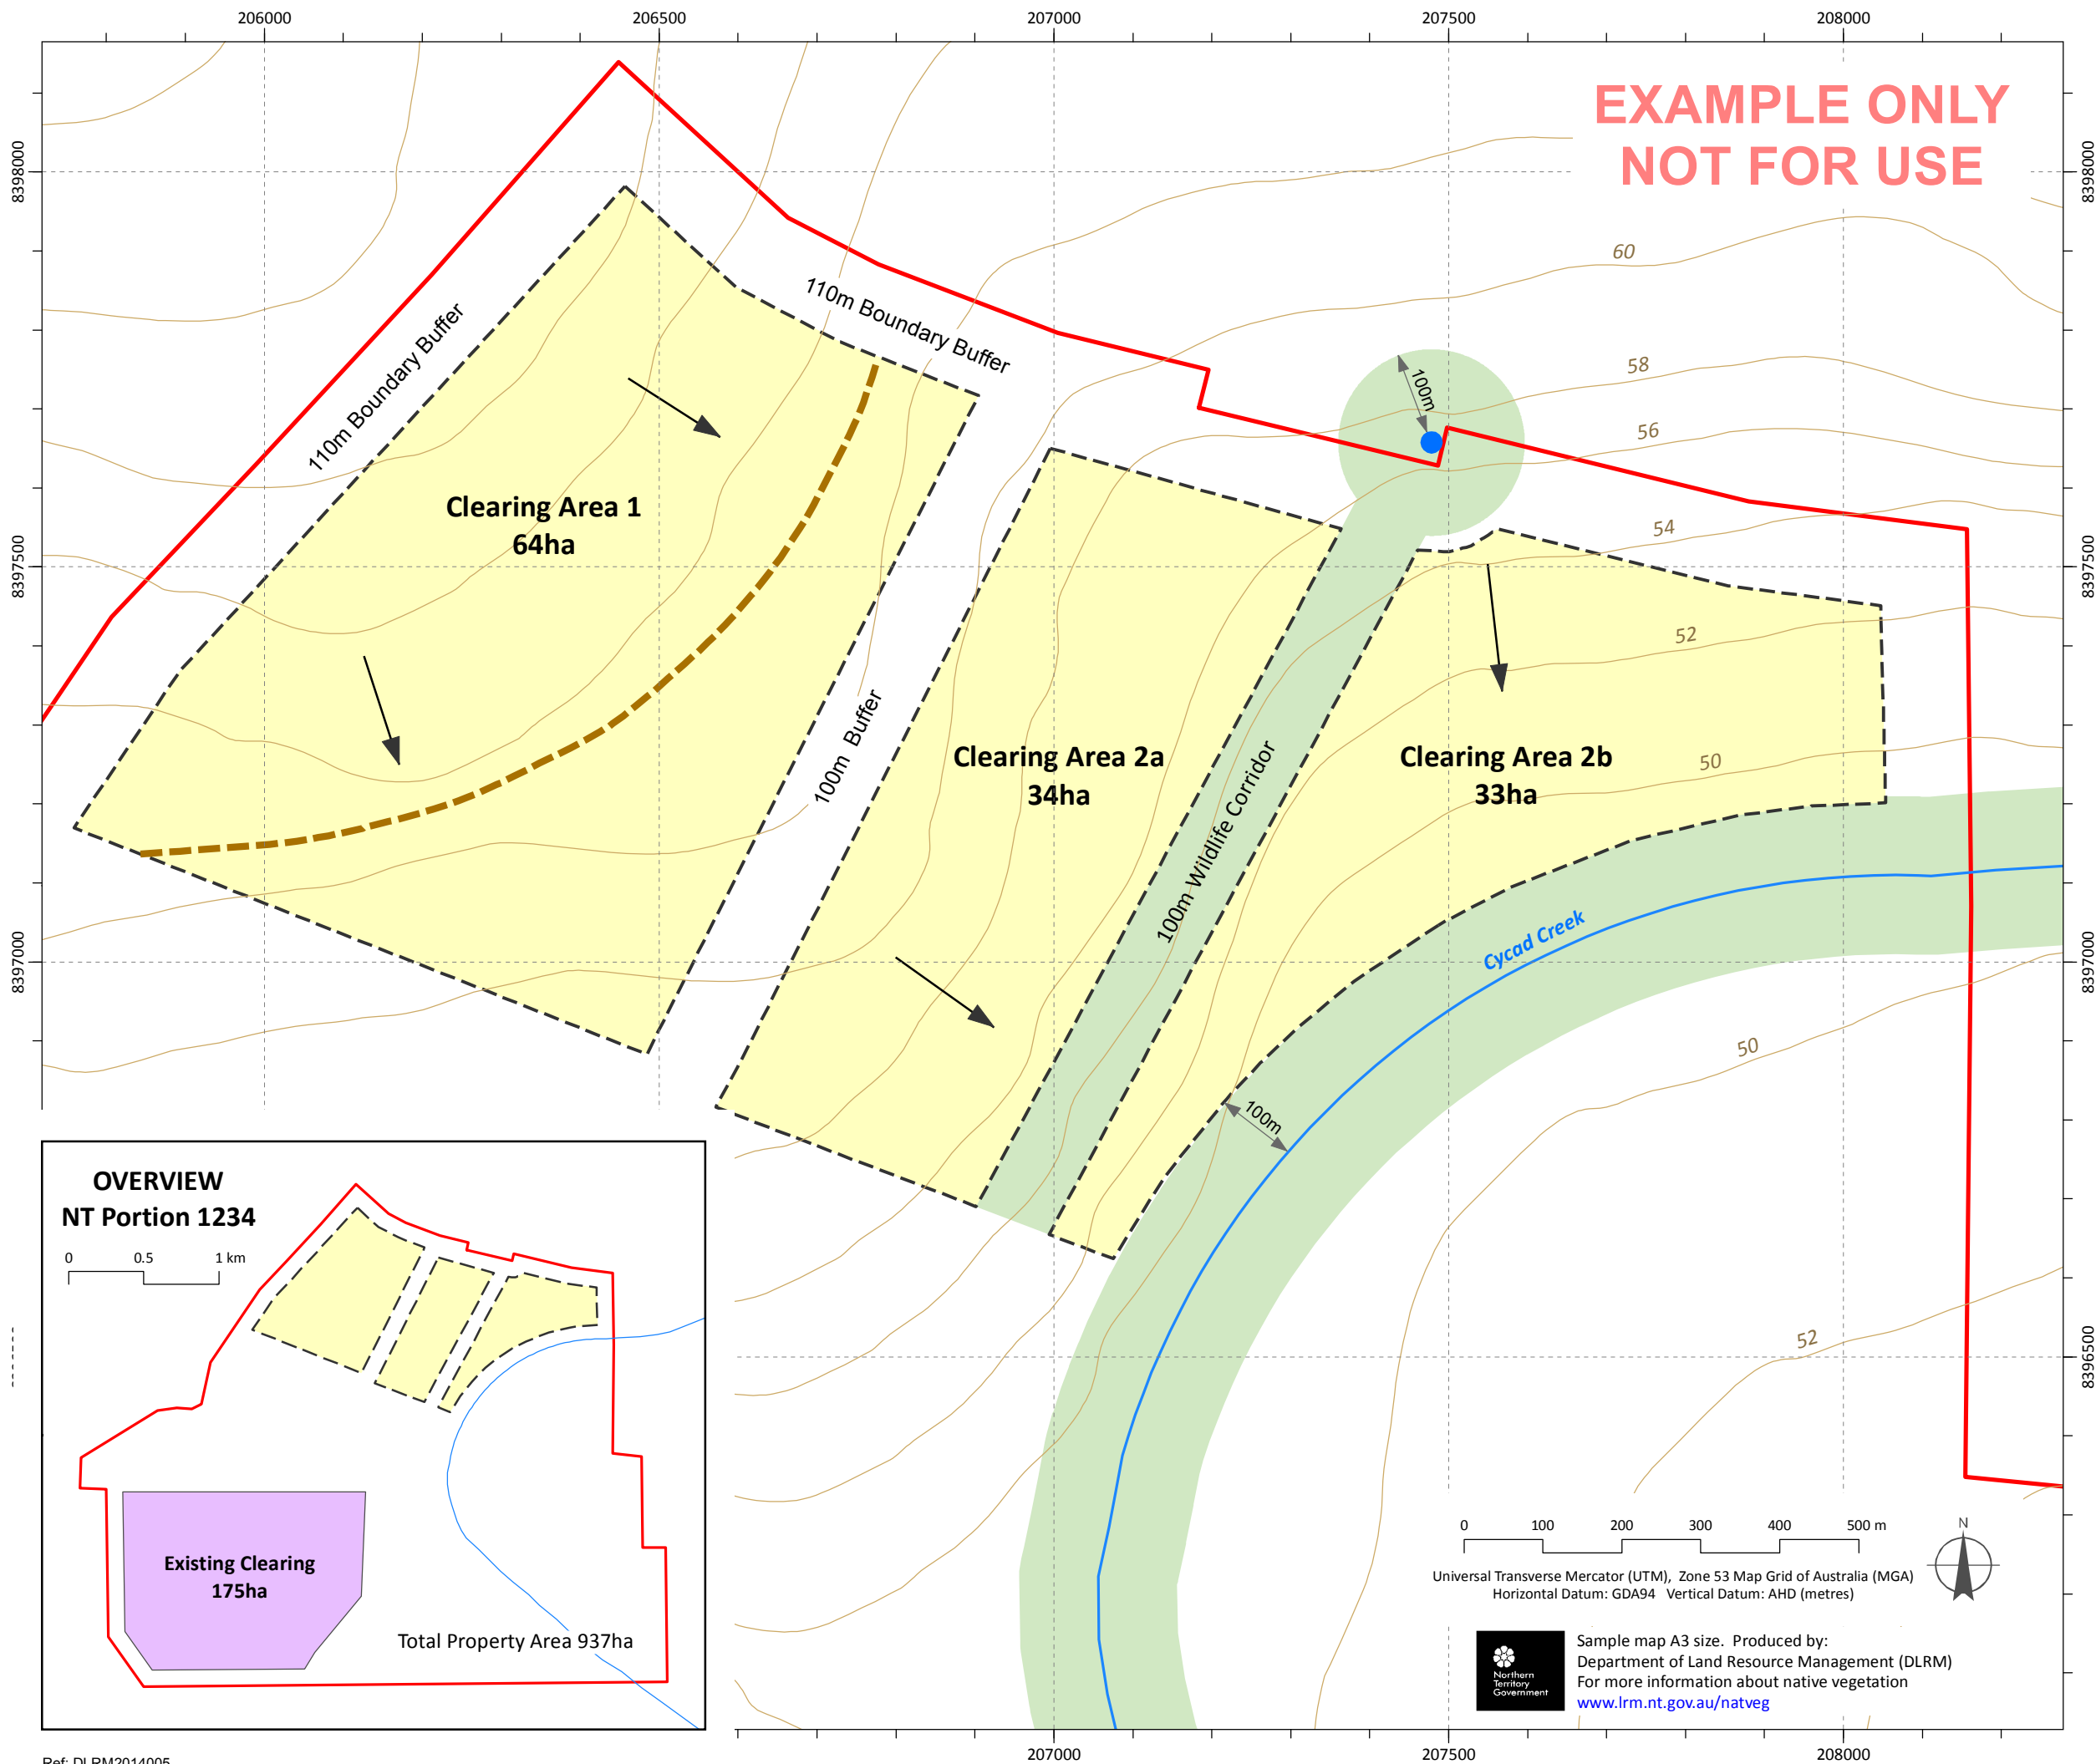 206000
206500
207000
207500
208000
EXAMPLE ONLY
NOT FOR USE
8398000
8398000
60
110m Boundary Buffer
110m Boundary Buffer
58
100m
56
Clearing Area 1
64ha
54
8397500
8397500
52
100m Buffer
Clearing Area 2a
34ha
100m Wildlife Corridor
Clearing Area 2b
33ha
50
Cycad Creek
8397000
8397000
50
100m
OVERVIEW
NT Portion 1234
0 0.5 1 km
52
8396500
Existing Clearing
175ha
Total Property Area 937ha
0 100 200 300 400 500 m
N
Universal Transverse Mercator (UTM), Zone 53 Map Grid of Australia (MGA)
Horizontal Datum: GDA94 Vertical Datum: AHD (metres)
Northern
Territory
Government
Sample map A3 size. Produced by:
Department of Land Resource Management (DLRM)
For more information about native vegetation
www.lrm.nt.gov.au/natveg
207000
207500
208000
Ref: DLRM2014005